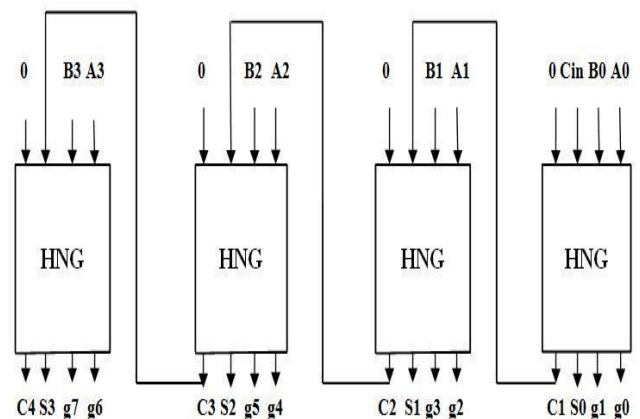 0 B3 A3 0 B2 A2 0 B1 A1 0 Cin B0 A0
HNG HNG HNG HNG
C4 S3 g7 g6 C3 S2 g5 g4 C2 S1 g3 g2 C1 S0 g1 g0